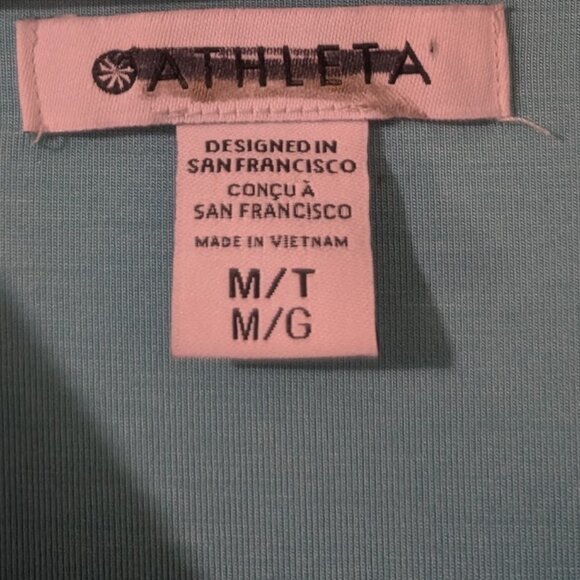 ATHLETA
DESIGNED IN
SAN FRANCISCO
CONÇU À
SAN FRANCISCO
MADE IN VIETNAM
M/T
M/G